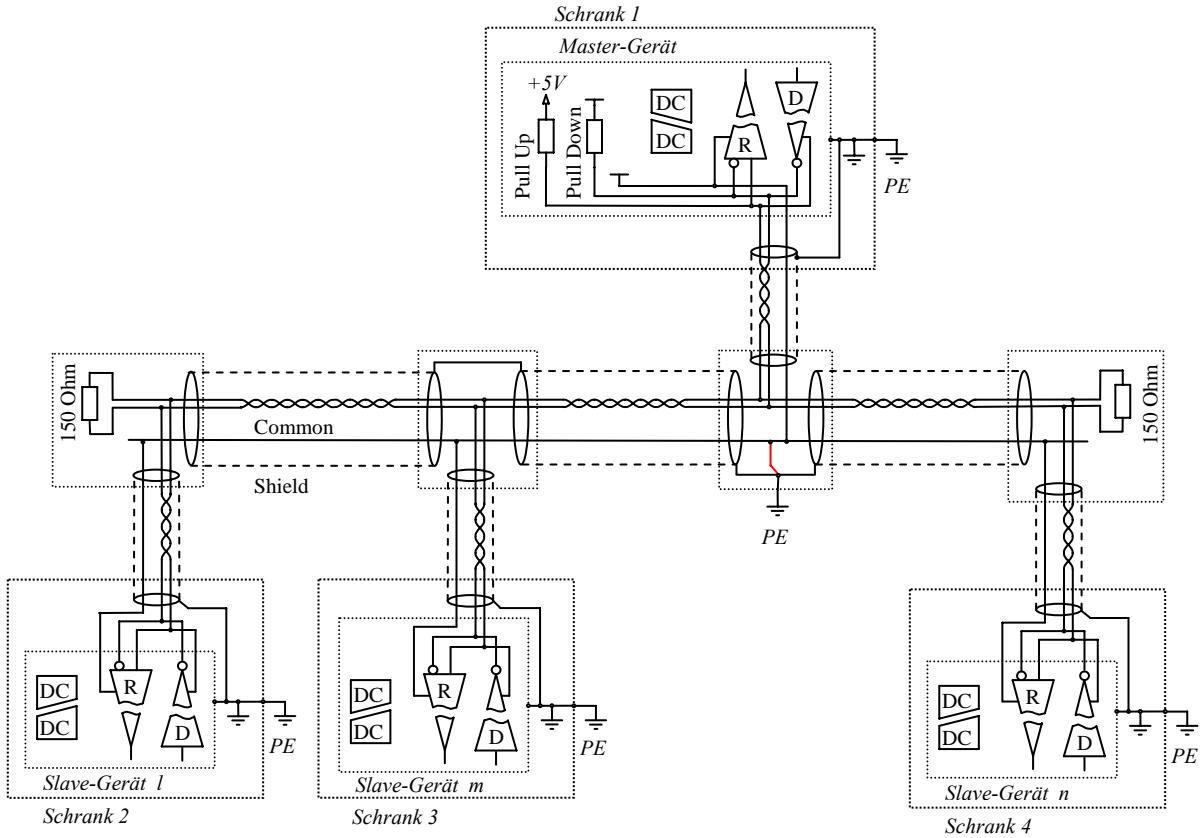 Schrank 1
Master-Gerät
+5V
Pull Up
Pull Down
DC
DC
R
D
PE
150 Ohm
Common
Shield
PE
150 Ohm
DC
DC
R
D
PE
Slave-Gerät l
Schrank 2
DC
DC
R
D
PE
Slave-Gerät m
Schrank 3
DC
DC
R
D
PE
Slave-Gerät n
Schrank 4